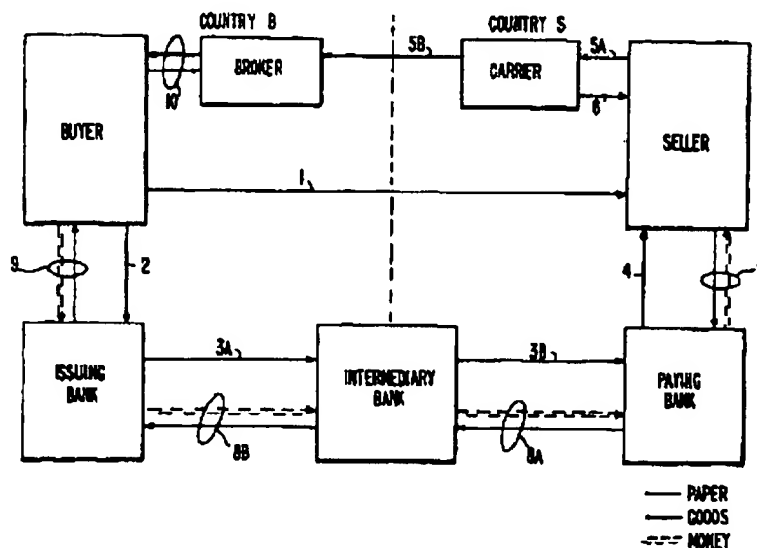 COUNTRY B
COUNTRY S
BROKER
5B
CARRIER
5A
10
6
BUYER
SELLER
1
9
2
4
ISSUING BANK
3A
INTERMEDIARY BANK
3B
PAYING BANK
8B
8A
PAPER
GOODS
MONEY